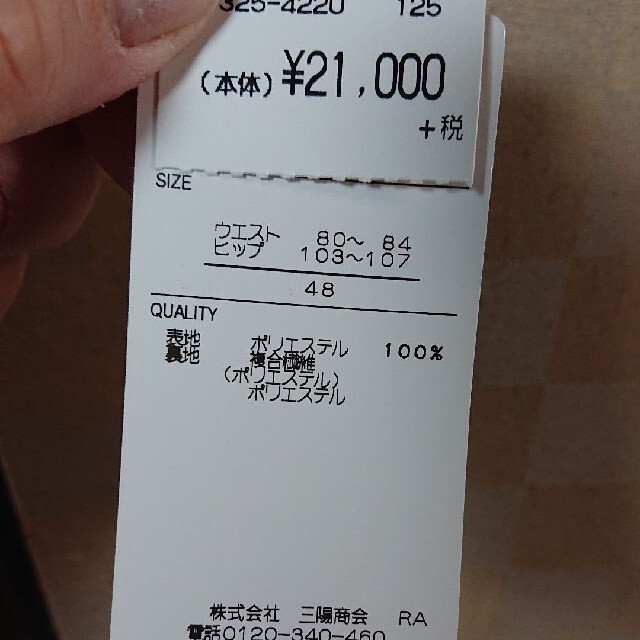 325-4220 125
(本体) ¥21,000
+税
SIZE
ウエスト 80～ 84
ヒップ 103～107
48
QUALITY
表地 ポリエステル 100%
裏地 複合繊維
(ポリエステル)
ポリエステル
株式会社 三陽商会 RA
電話0120-340-460